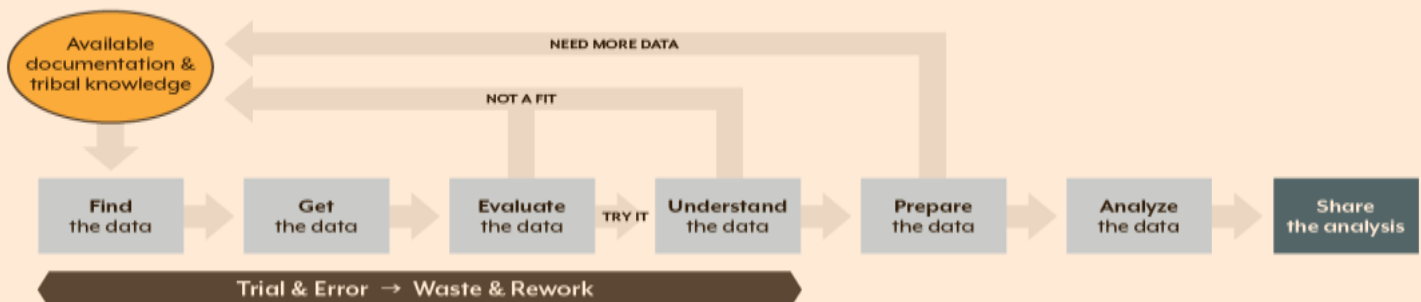 Available
documentation &
tribal knowledge
NEED MORE DATA
NOT A FIT
Find
the data
Get
the data
Evaluate
the data
TRY IT
Understand
the data
Prepare
the data
Analyze
the data
Share
the analysis
Trial & Error → Waste & Rework